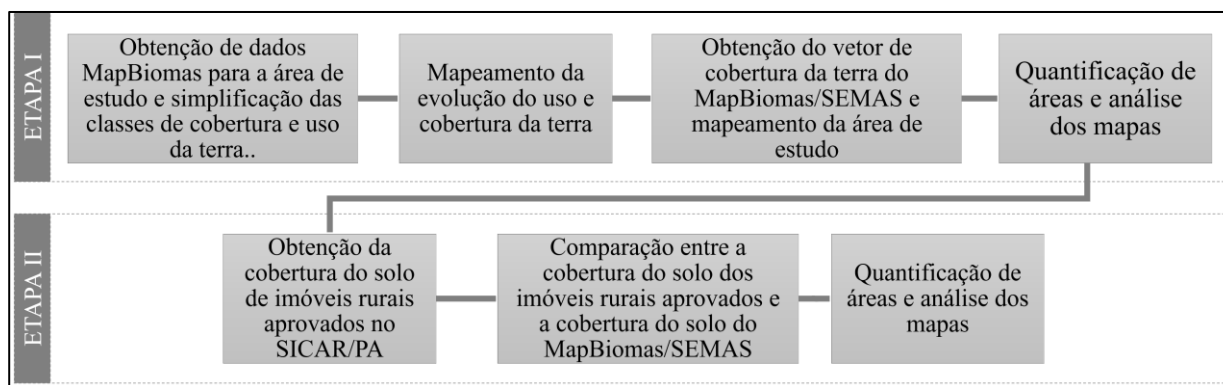 ETAPA I
Obtenção de dados
MapBiomas para a área de
estudo e simplificação das
classes de cobertura e uso
da terra..
Mapeamento da
evolução do uso e
cobertura da terra
Obtenção do vetor de
cobertura da terra do
MapBiomas/SEMAS e
mapeamento da área de
estudo
Quantificação de
áreas e análise
dos mapas
ETAPA II
Obtenção da
cobertura do solo
de imóveis rurais
aprovados no
SICAR/PA
Comparação entre a
cobertura do solo dos
imóveis rurais aprovados e
a cobertura do solo do
MapBiomas/SEMAS
Quantificação de
áreas e análise dos
mapas